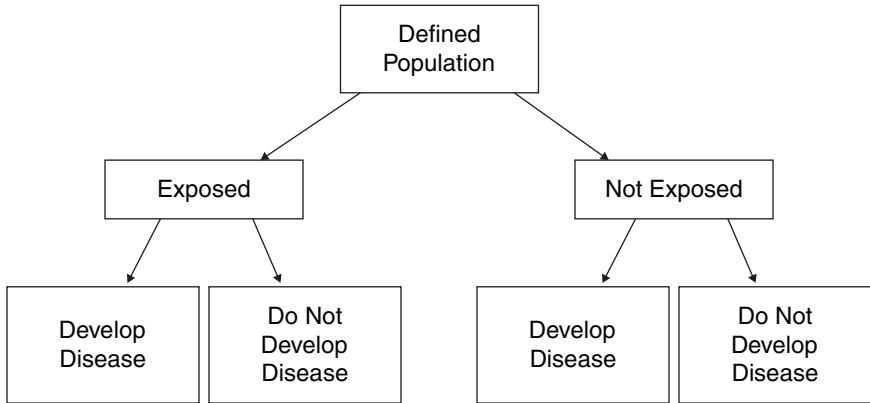 Defined
Population
Exposed
Not Exposed
Develop
Disease
Do Not
Develop
Disease
Develop
Disease
Do Not
Develop
Disease